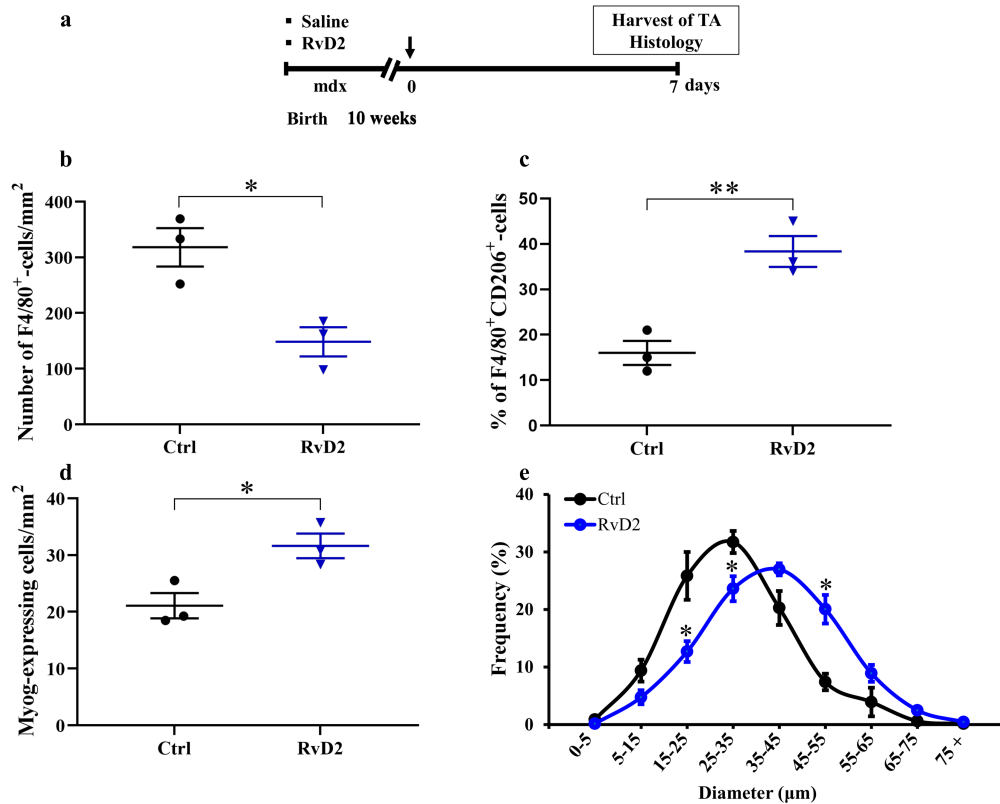 a
▪ Saline
▪ RvD2
Harvest of TA
Histology
mdx
0
7 days
Birth 10 weeks
b
Number of F4/80⁺-cells/mm²
400
300
200
100
0
*
Ctrl
RvD2
c
% of F4/80⁺CD206⁺-cells
50
40
30
20
10
0
**
Ctrl
RvD2
d
Myog-expressing cells/mm²
40
30
20
10
0
*
Ctrl
RvD2
e
Frequency (%)
40
30
20
10
0
Ctrl
RvD2
*
*
*
0-5
5-15
15-25
25-35
35-45
45-55
55-65
65-75
75 +
Diameter (µm)